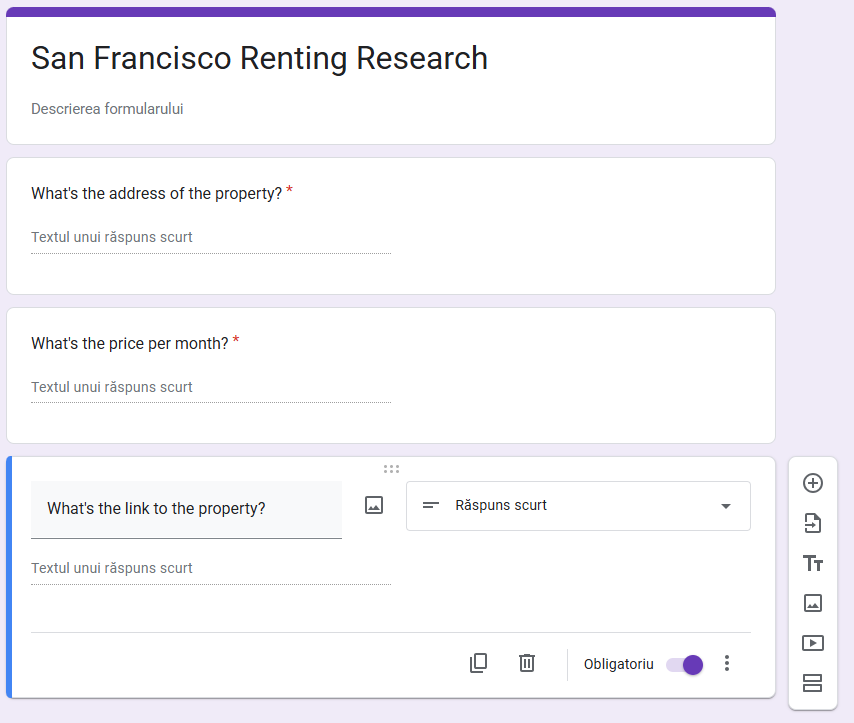 San Francisco Renting Research
Descrierea formularului
What's the address of the property? *
Textul unui răspuns scurt
What's the price per month? *
Textul unui răspuns scurt
What's the link to the property?
Răspuns scurt
Textul unui răspuns scurt
Obligatoriu